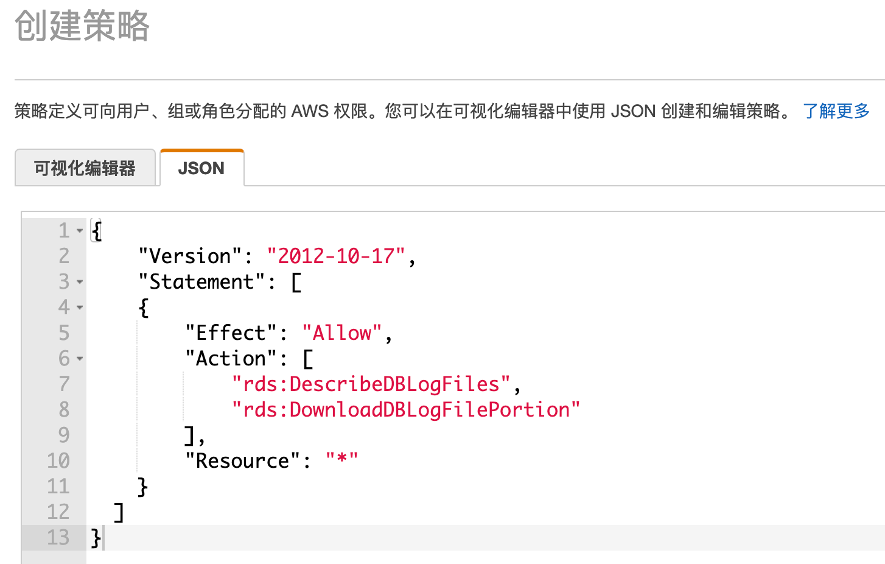 创建策略
策略定义可向用户、组或角色分配的 AWS 权限。您可以在可视化编辑器中使用 JSON 创建和编辑策略。 了解更多
可视化编辑器 JSON
1 {
2 "Version": "2012-10-17",
3 "Statement": [
4 {
5 "Effect": "Allow",
6 "Action": [
7 "rds:DescribeDBLogFiles",
8 "rds:DownloadDBLogFilePortion"
9 ],
10 "Resource": "*"
11 }
12 ]
13 }